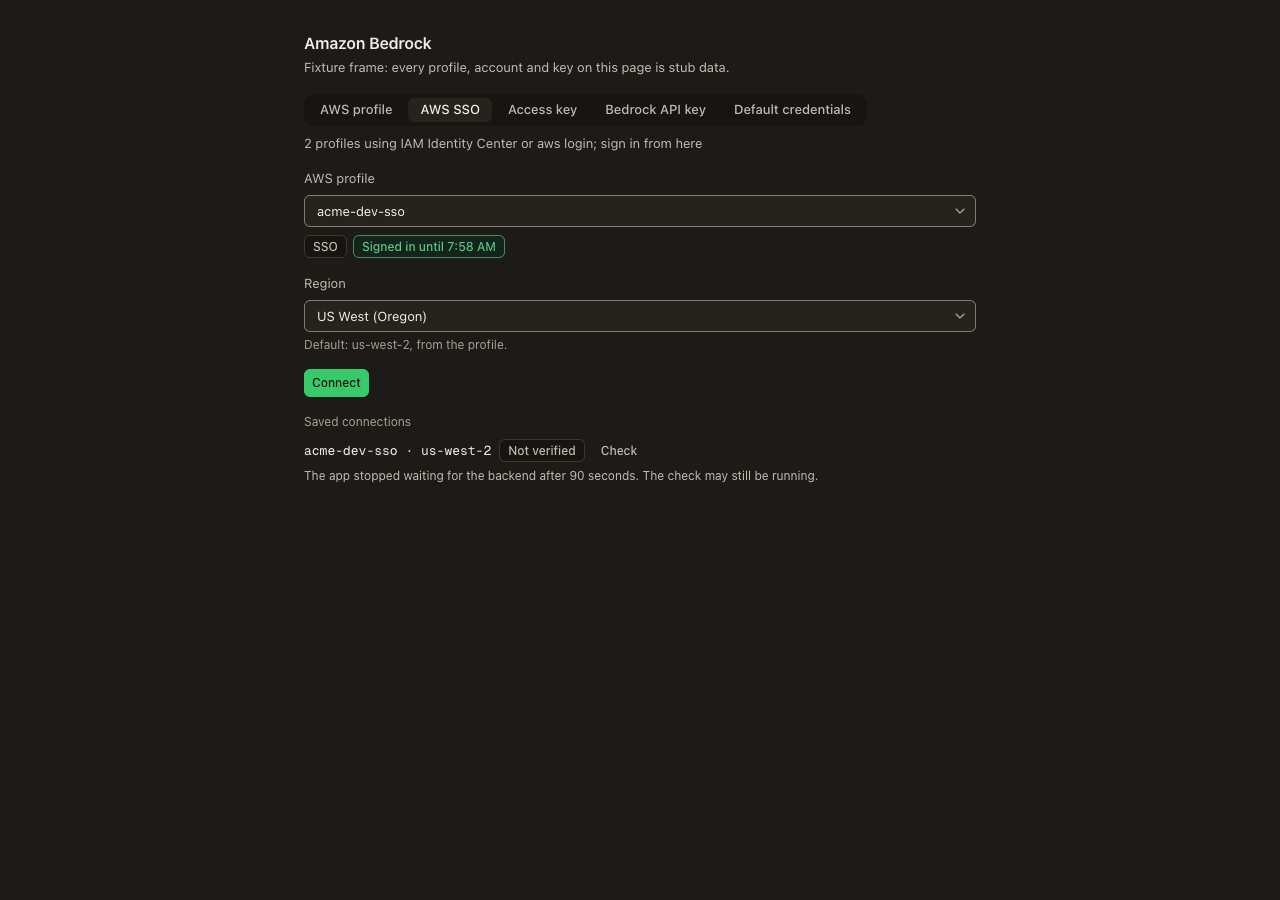 Amazon Bedrock
Fixture frame: every profile, account and key on this page is stub data.
AWS profile AWS SSO Access key Bedrock API key Default credentials
2 profiles using IAM Identity Center or aws login; sign in from here
AWS profile
acme-dev-sso
SSO Signed in until 7:58 AM
Region
US West (Oregon)
Default: us-west-2, from the profile.
Connect
Saved connections
acme-dev-sso · us-west-2 Not verified Check
The app stopped waiting for the backend after 90 seconds. The check may still be running.